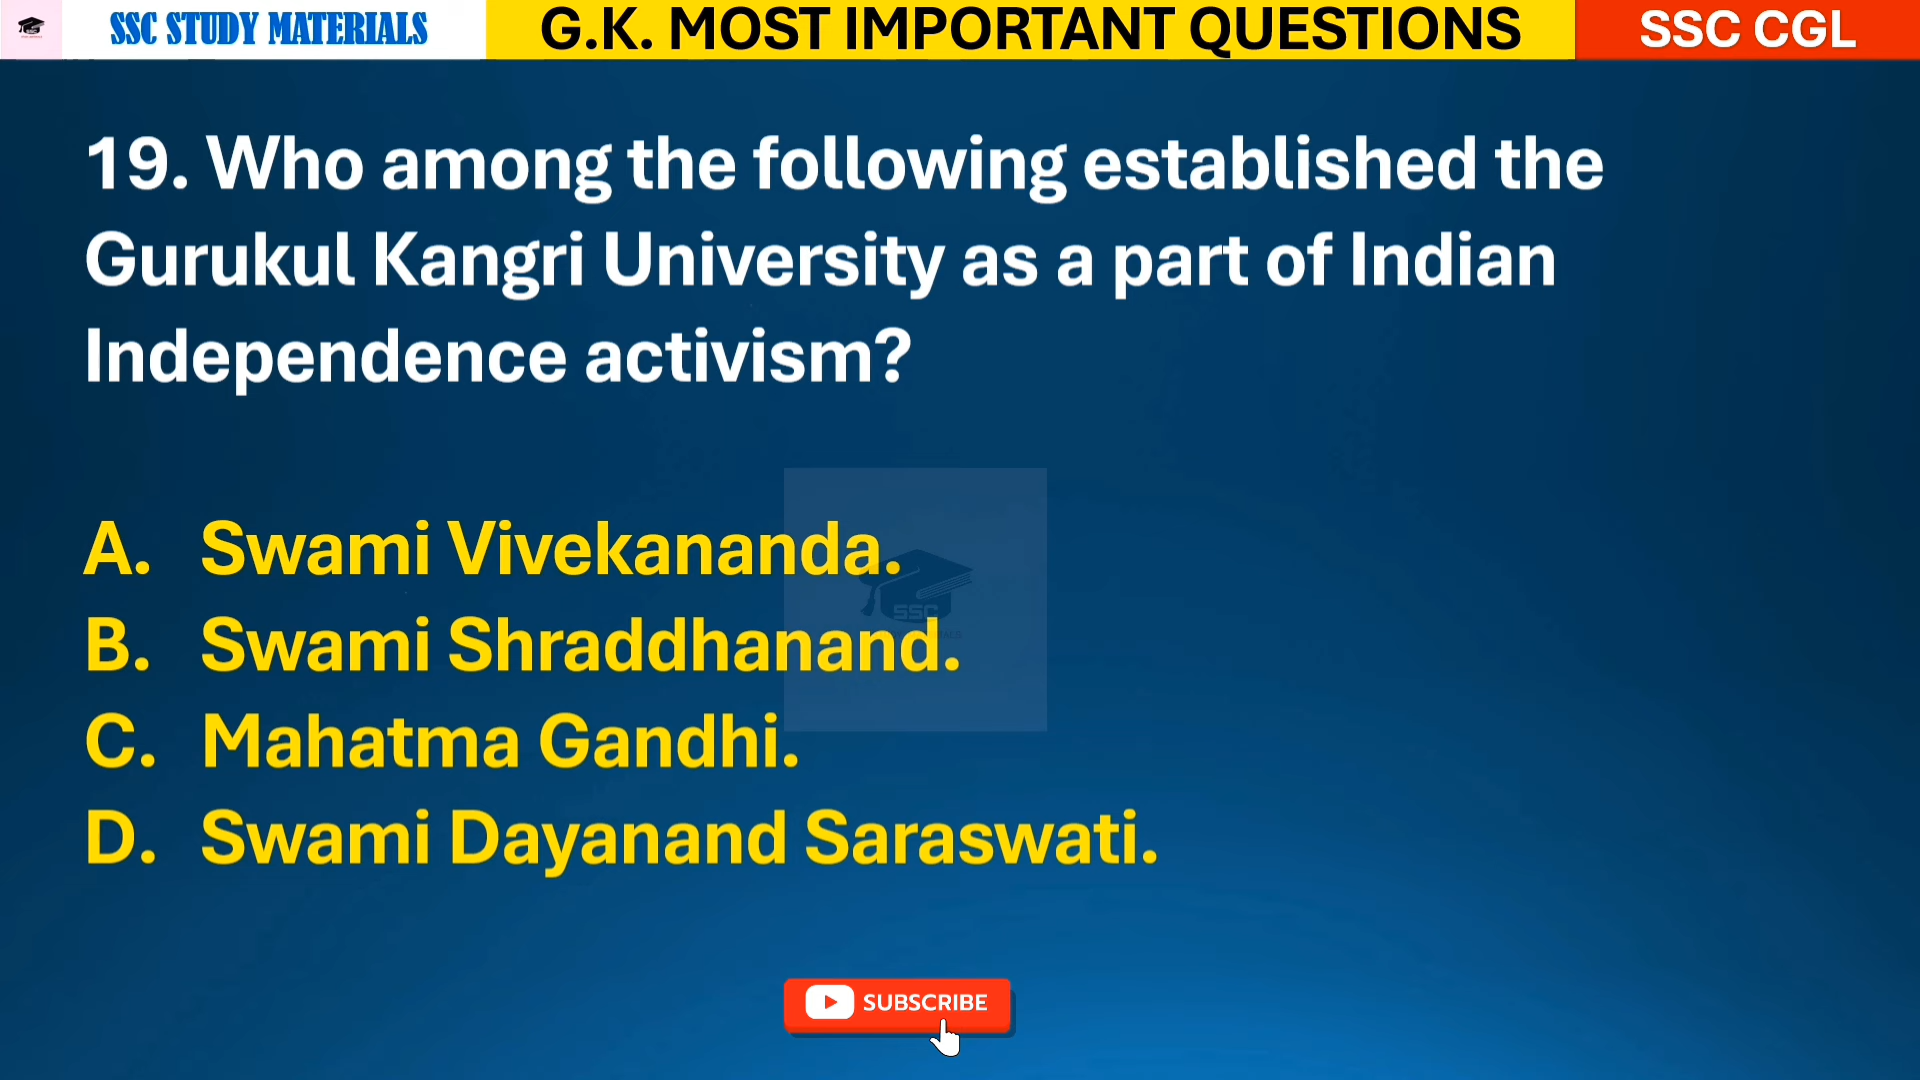 SSC STUDY MATERIALS
G.K. MOST IMPORTANT QUESTIONS
SSC CGL
19. Who among the following established the
Gurukul Kangri University as a part of Indian
Independence activism?
A. Swami Vivekananda.
B. Swami Shraddhanand.
C. Mahatma Gandhi.
D. Swami Dayanand Saraswati.
SSC
SUBSCRIBE